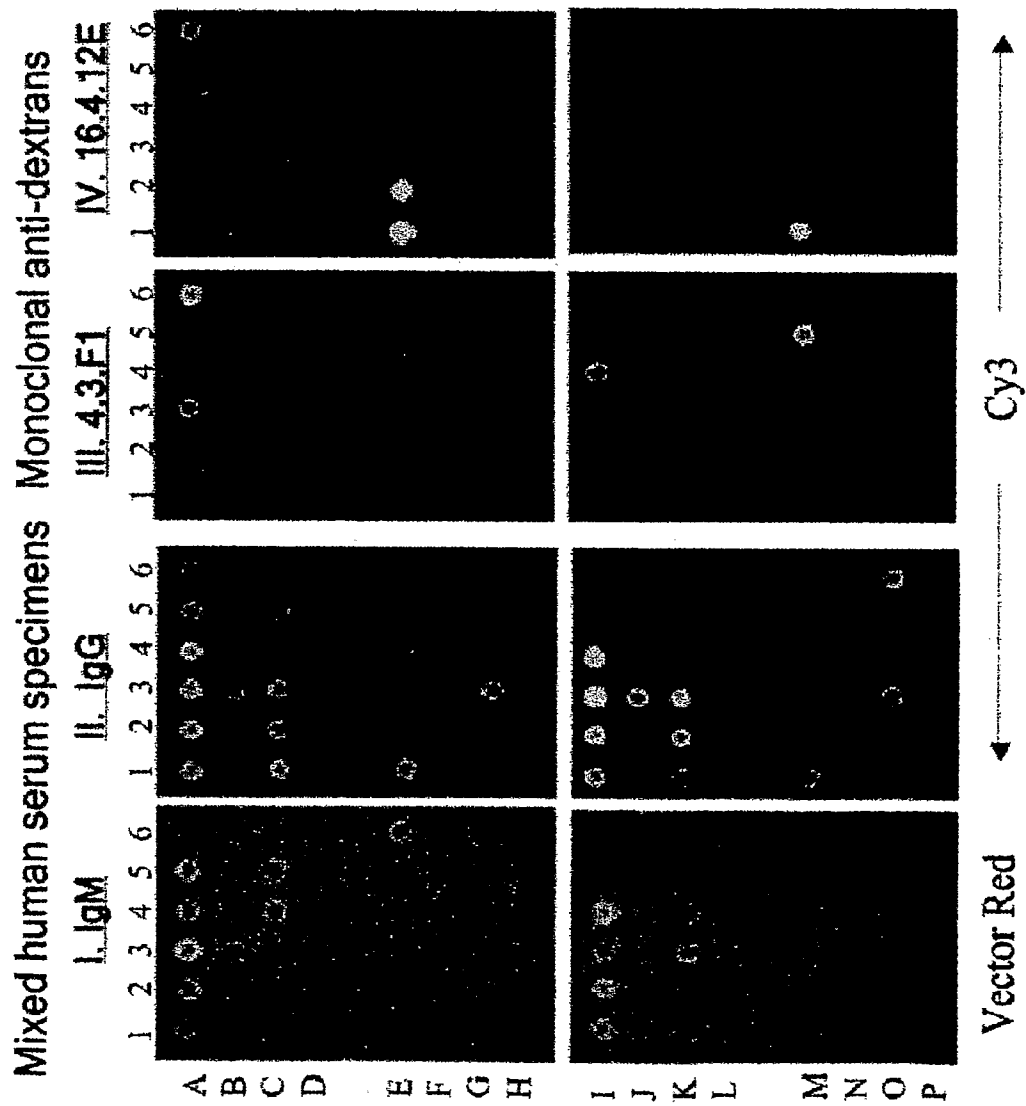 Mixed human serum specimens Monoclonal anti-dextrans
I. IgM II. IgG III. 4.3.F1 IV. 16.4.12E
1 2 3 4 5 6 1 2 3 4 5 6 1 2 3 4 5 6 1 2 3 4 5 6
A
B
C
D
E
F
G
H
I
J
K
L
M
N
O
P
Vector Red Cy3